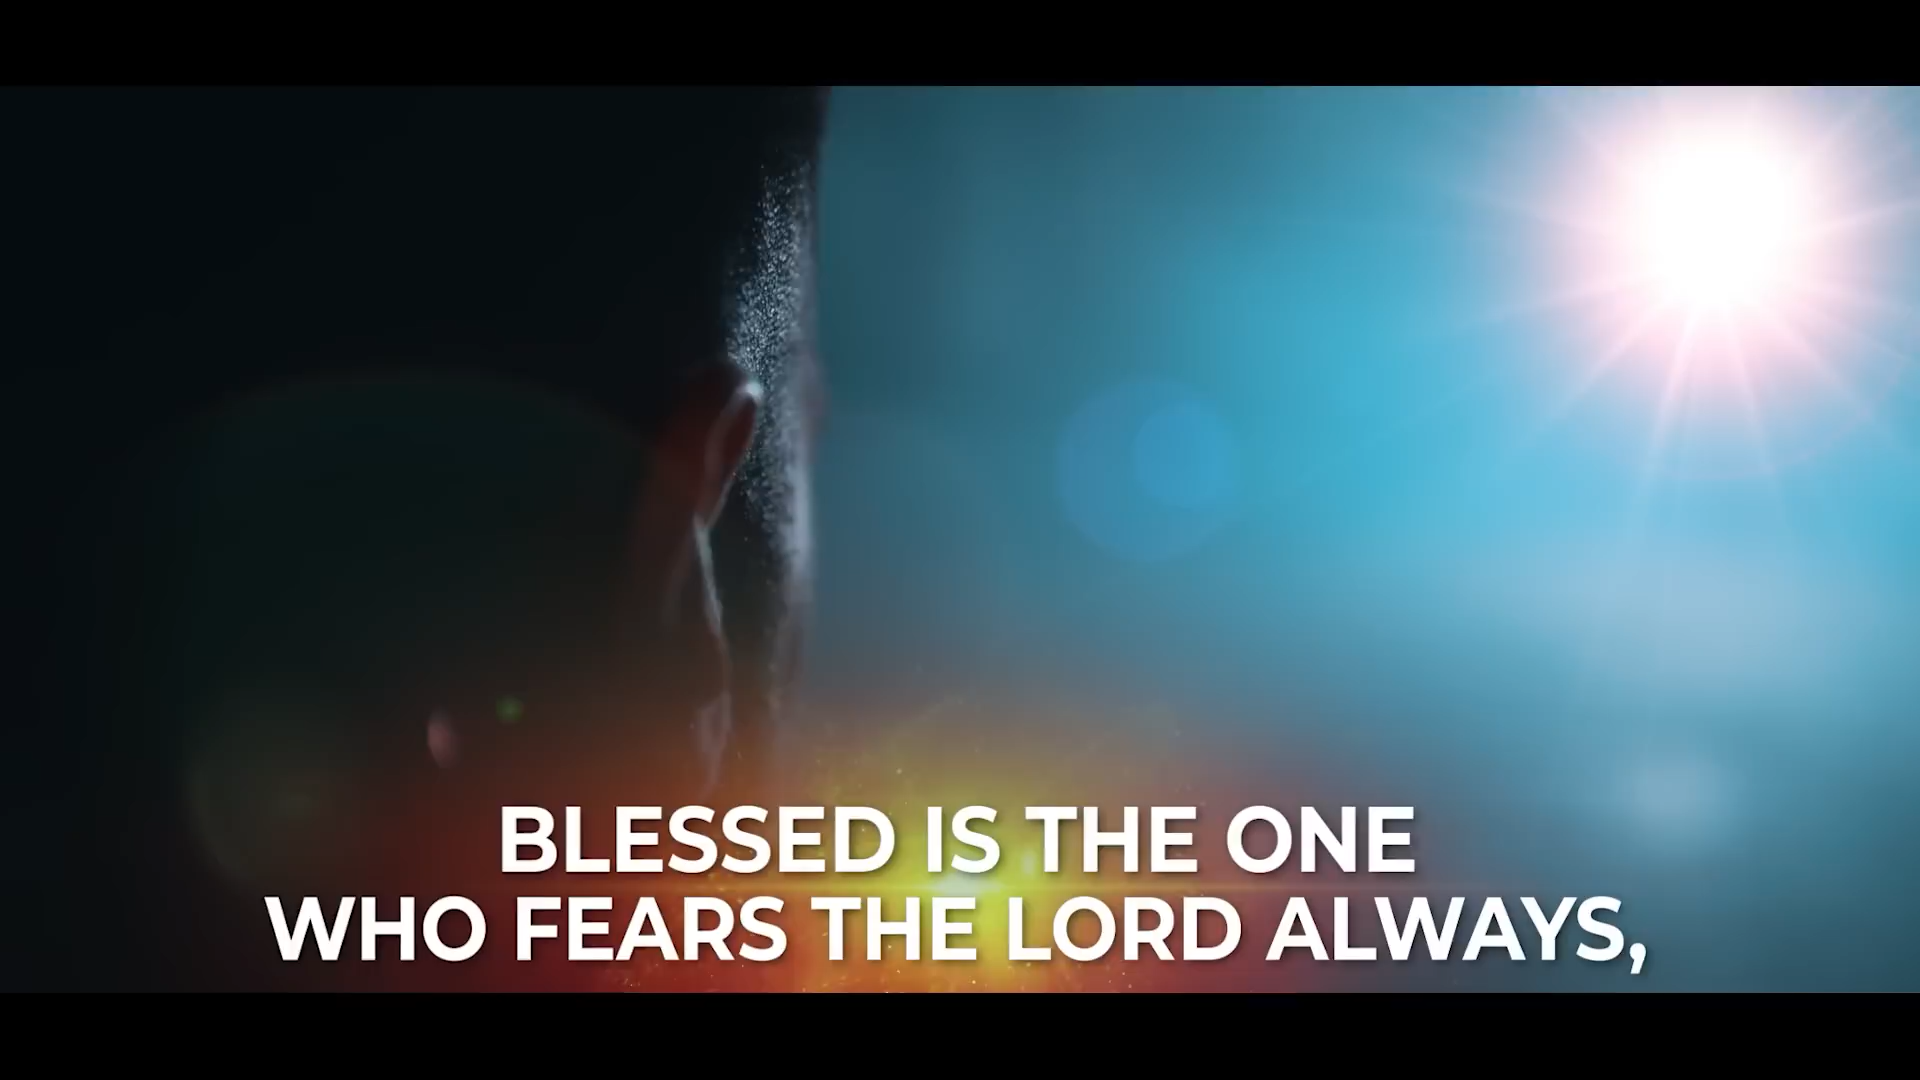 BLESSED IS THE ONE
WHO FEARS THE LORD ALWAYS,